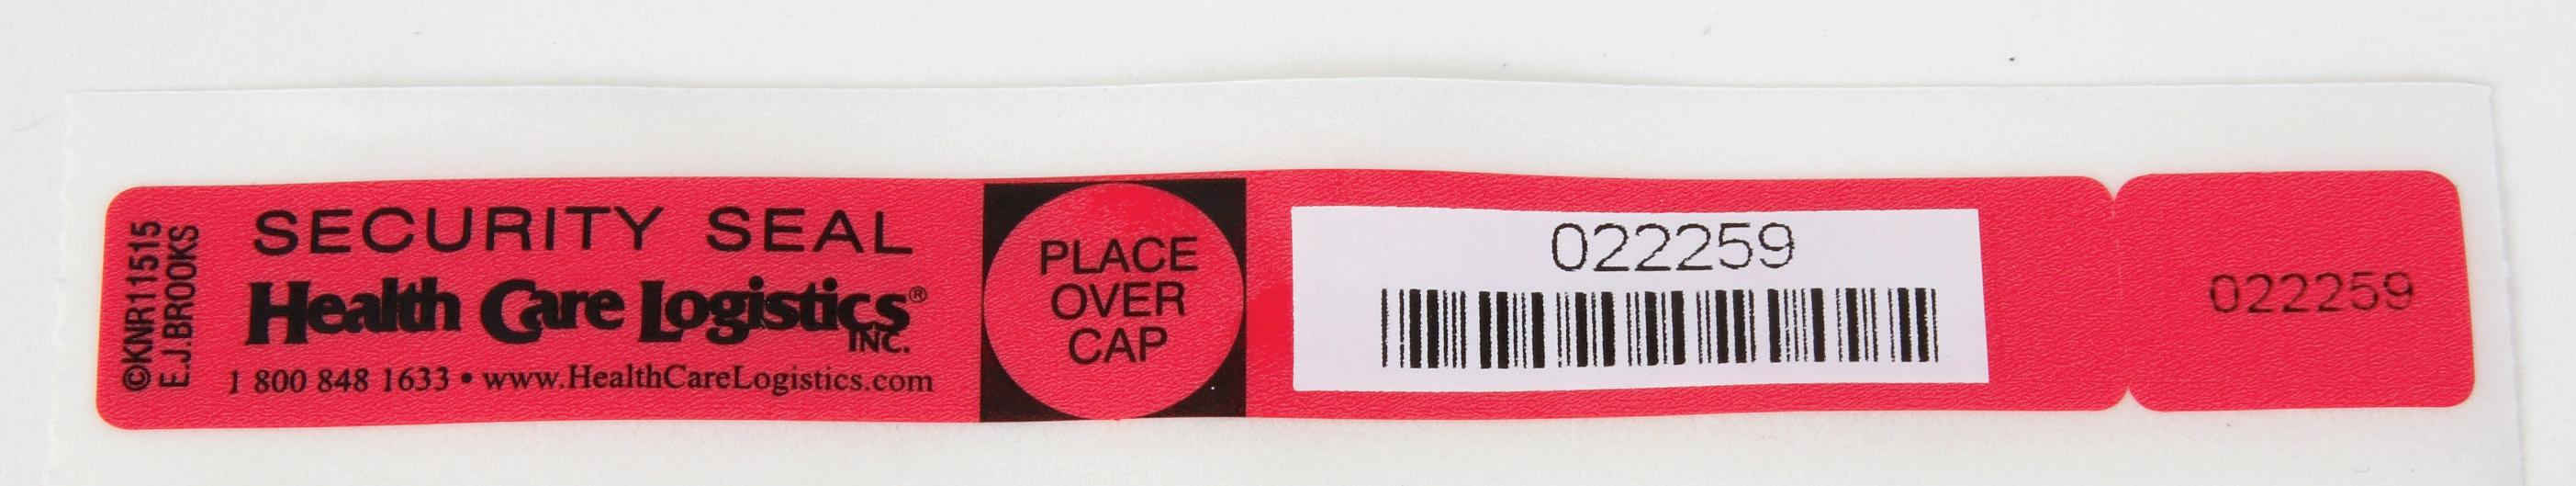 ©KNR11515
E.J.BROOKS
SECURITY SEAL
Health Care Logistics®
INC.
1 800 848 1633 • www.HealthCareLogistics.com
PLACE
OVER
CAP
022259
022259